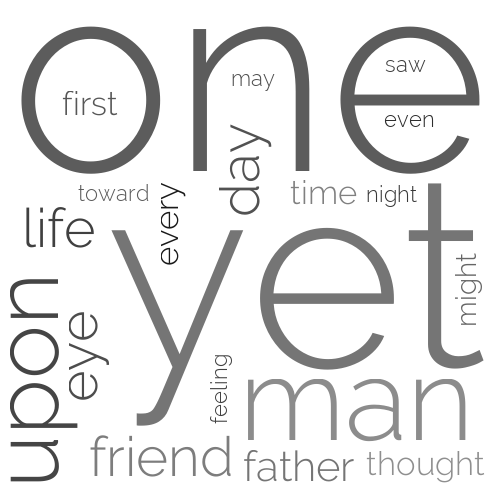 one
first
may
saw
even
toward
every
day
time
night
life
yet
might
upon
eye
feeling
man
friend
father
thought